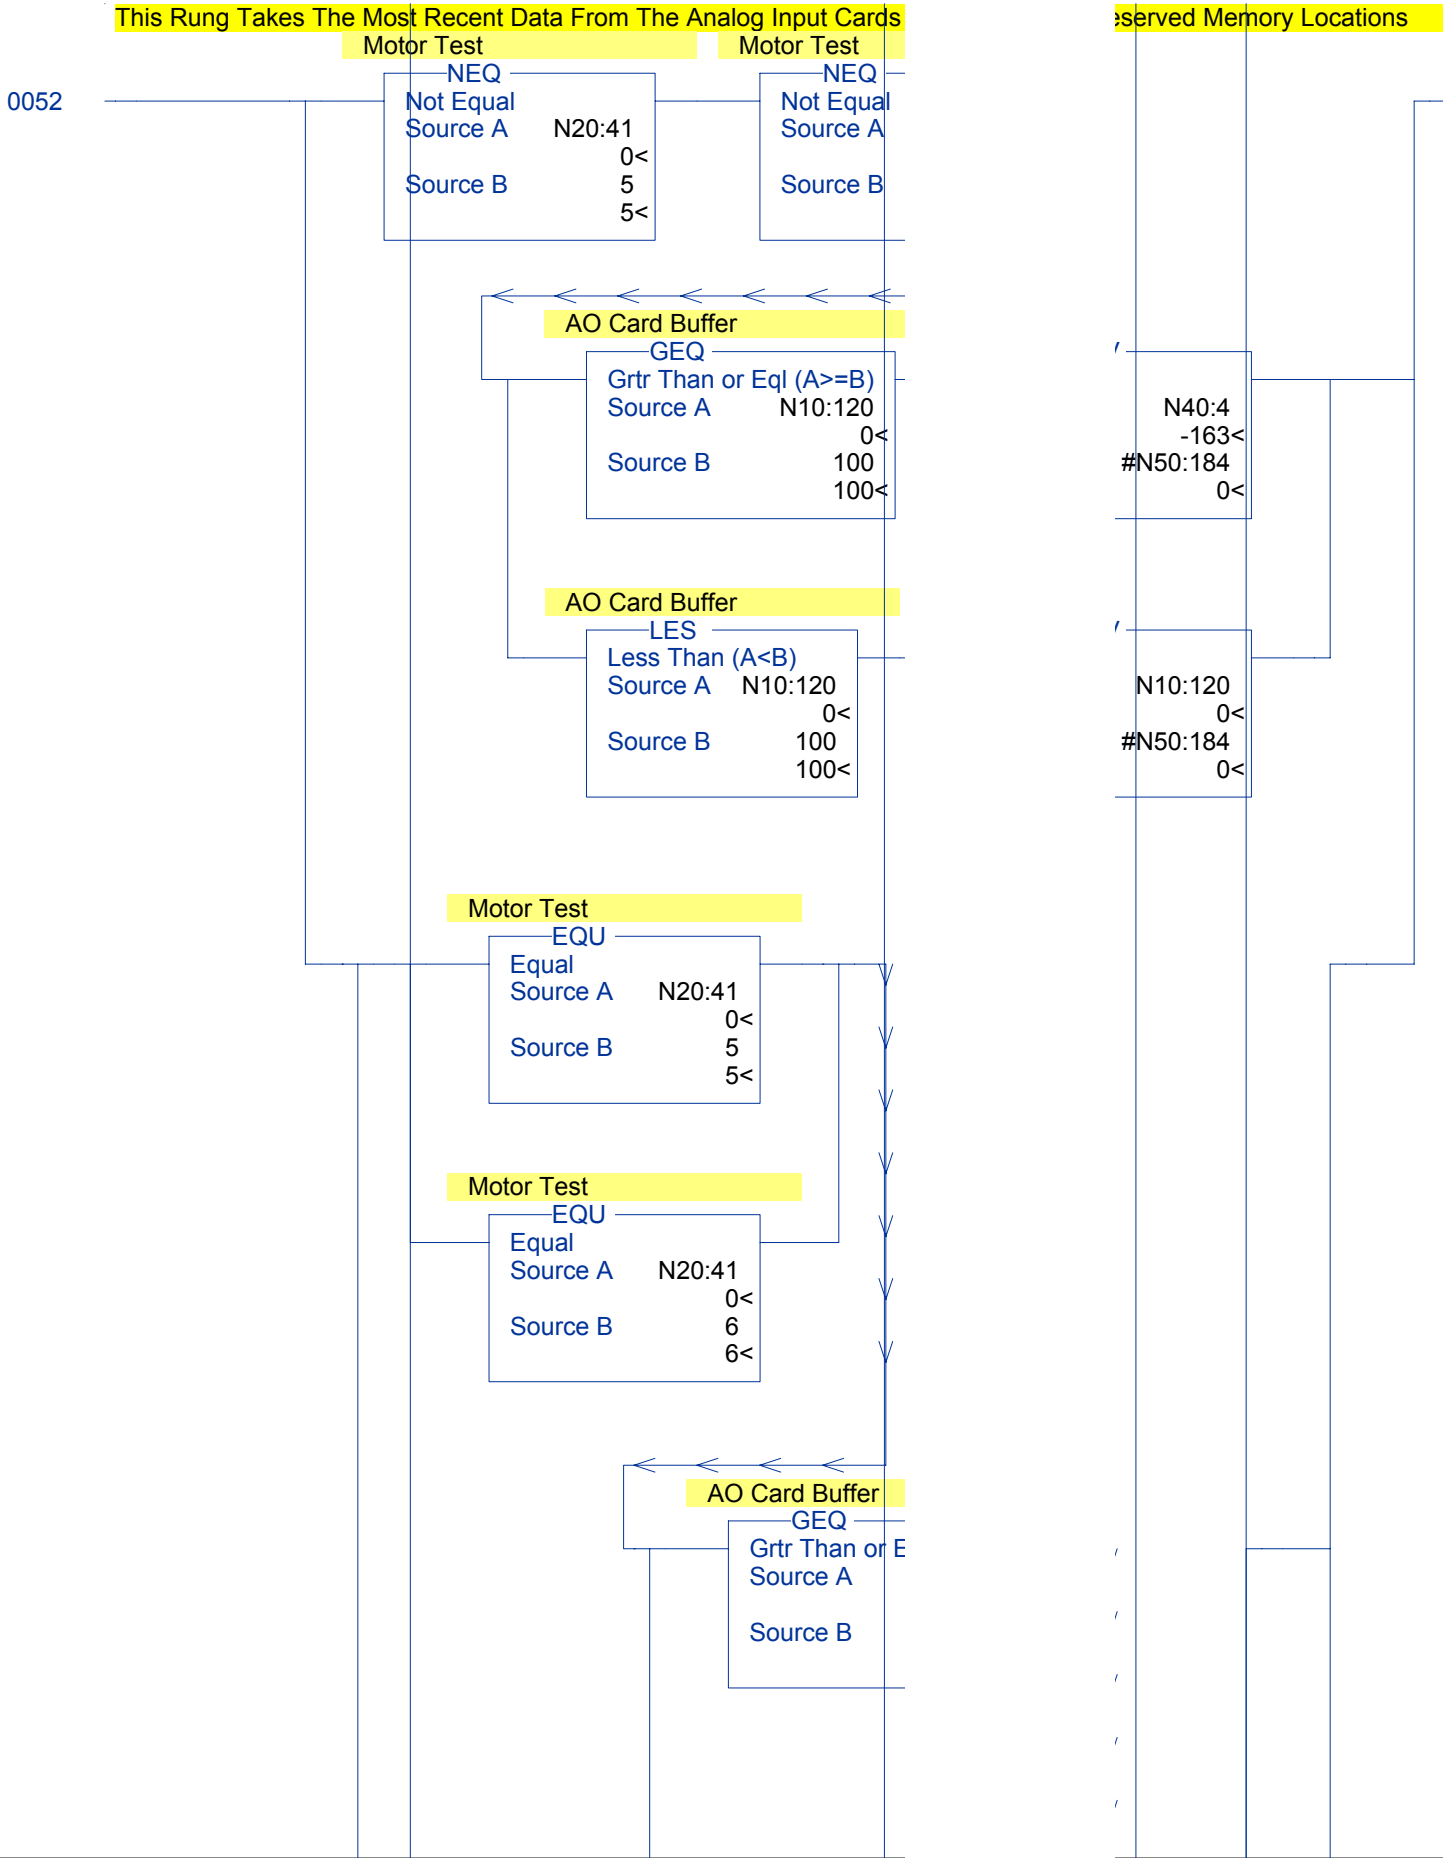 This Rung Takes The Most Recent Data From The Analog Input Cards
eserved Memory Locations
Motor Test
Motor Test
NEQ
NEQ
0052
Not Equal
Not Equal
Source A N20:41
Source A
0<
Source B 5
Source B
5<
AO Card Buffer
GEQ
Grtr Than or Eql (A>=B)
Source A N10:120
N40:4
0<
-163<
Source B 100
#N50:184
100<
0<
AO Card Buffer
LES
Less Than (A<B)
Source A N10:120
N10:120
0<
0<
Source B 100
#N50:184
100<
0<
Motor Test
EQU
Equal
Source A N20:41
0<
Source B 5
5<
Motor Test
EQU
Equal
Source A N20:41
0<
Source B 6
6<
AO Card Buffer
GEQ
Grtr Than or E
Source A
Source B